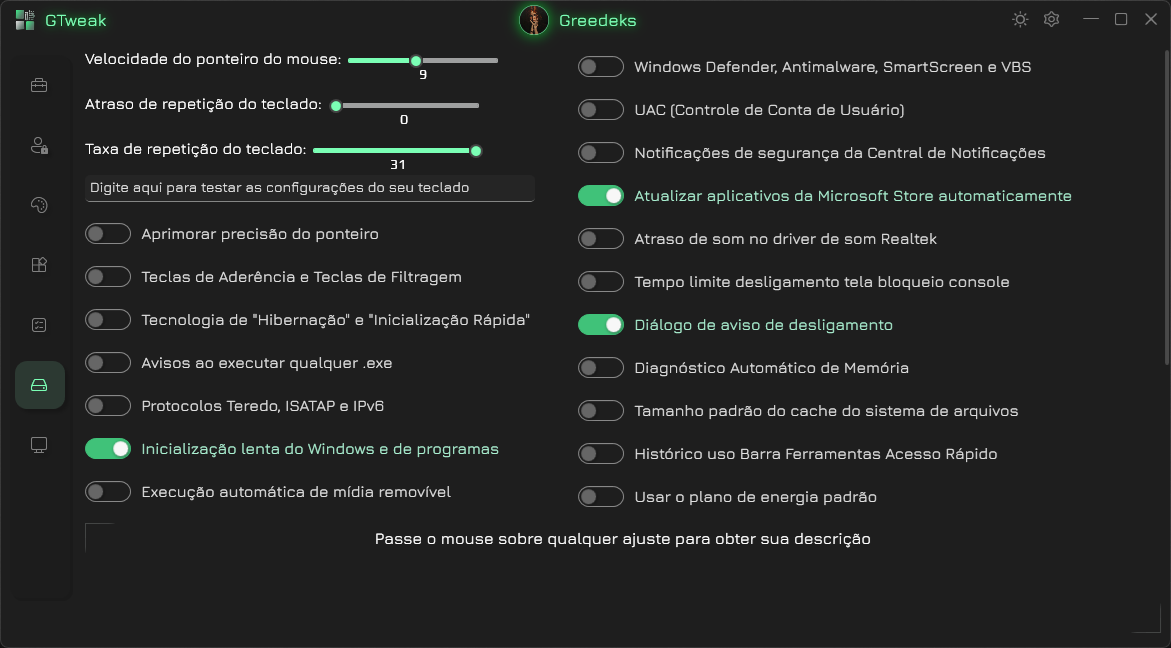 GTweak
Greedeks
Velocidade do ponteiro do mouse:
9
Atraso de repetição do teclado:
0
Taxa de repetição do teclado:
31
Digite aqui para testar as configurações do seu teclado
Aprimorar precisão do ponteiro
Teclas de Aderência e Teclas de Filtragem
Tecnologia de "Hibernação" e "Inicialização Rápida"
Avisos ao executar qualquer .exe
Protocolos Teredo, ISATAP e IPv6
Inicialização lenta do Windows e de programas
Execução automática de mídia removível
Windows Defender, Antimalware, SmartScreen e VBS
UAC (Controle de Conta de Usuário)
Notificações de segurança da Central de Notificações
Atualizar aplicativos da Microsoft Store automaticamente
Atraso de som no driver de som Realtek
Tempo limite desligamento tela bloqueio console
Diálogo de aviso de desligamento
Diagnóstico Automático de Memória
Tamanho padrão do cache do sistema de arquivos
Histórico uso Barra Ferramentas Acesso Rápido
Usar o plano de energia padrão
Passe o mouse sobre qualquer ajuste para obter sua descrição